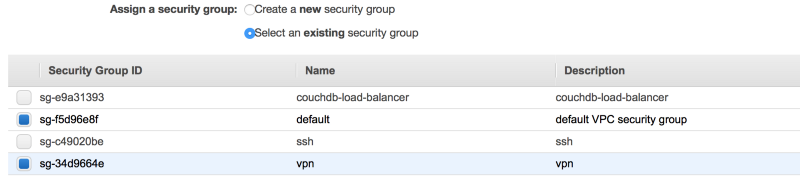 Assign a security group: Create a new security group
Select an existing security group
Security Group ID Name Description
sg-e9a31393 couchdb-load-balancer couchdb-load-balancer
sg-f5d96e8f default default VPC security group
sg-c49020be ssh ssh
sg-34d9664e vpn vpn